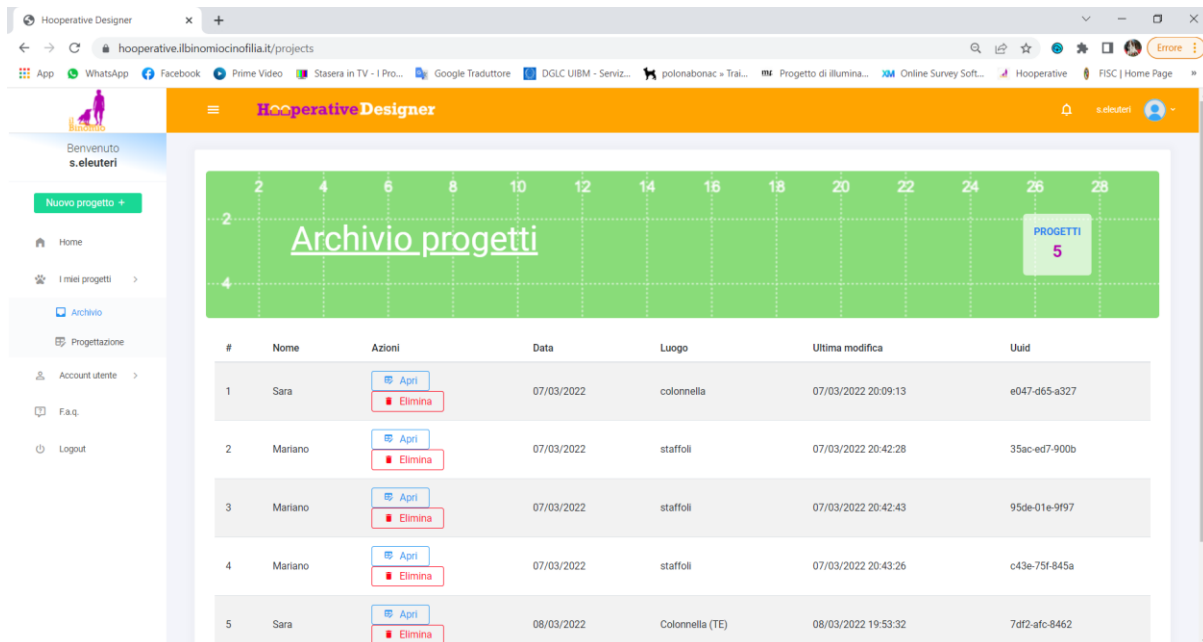 Hooperative Designer
hooperative.ilbinomiocinofilia.it/projects
Errore
App WhatsApp Facebook Prime Video Stasera in TV - I Pro... Google Traduttore DGLC UIBM - Serviz... polonabonac » Trai... Progetto di illumina... XM Online Survey Soft... Hooperative FISC | Home Page »
il Binomio
Hooperative Designer
s.eleuteri
Benvenuto
s.eleuteri
Nuovo progetto +
Home
I miei progetti
Archivio
Progettazione
Account utente
F.a.q.
Logout
2 4 6 8 10 12 14 16 18 20 22 24 26 28
2
Archivio progetti
PROGETTI
5
4
# Nome Azioni Data Luogo Ultima modifica Uuid
1 Sara Apri Elimina 07/03/2022 colonnella 07/03/2022 20:09:13 e047-d65-a327
2 Mariano Apri Elimina 07/03/2022 staffoli 07/03/2022 20:42:28 35ac-ed7-900b
3 Mariano Apri Elimina 07/03/2022 staffoli 07/03/2022 20:42:43 95de-01e-9f97
4 Mariano Apri Elimina 07/03/2022 staffoli 07/03/2022 20:43:26 c43e-75f-845a
5 Sara Apri Elimina 08/03/2022 Colonnella (TE) 08/03/2022 19:53:32 7df2-afc-8462